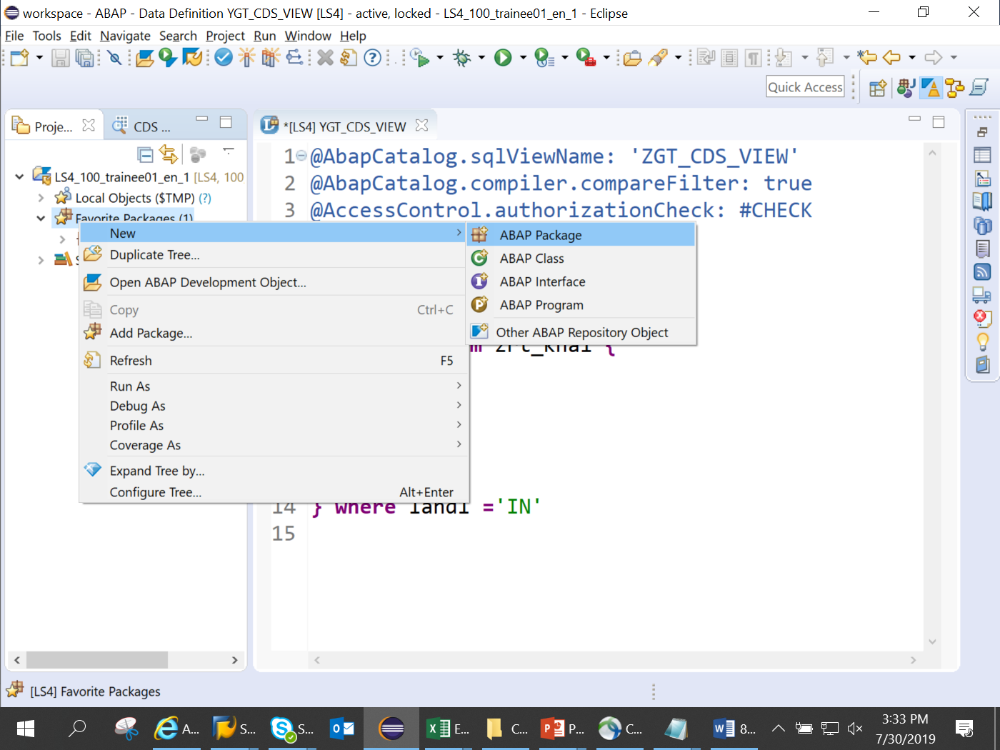 workspace - ABAP - Data Definition YGT_CDS_VIEW [LS4] - active, locked - LS4_100_trainee01_en_1 - Eclipse
File Tools Edit Navigate Search Project Run Window Help
Quick Access
Proje...
CDS ...
*[LS4] YGT_CDS_VIEW
LS4_100_trainee01_en_1 [LS4, 100
Local Objects ($TMP) (?)
Favorite Packages (1)
1 @AbapCatalog.sqlViewName: 'ZGT_CDS_VIEW'
2 @AbapCatalog.compiler.compareFilter: true
3 @AccessControl.authorizationCheck: #CHECK
New
Duplicate Tree...
Open ABAP Development Object...
Copy Ctrl+C
Add Package...
Refresh F5
Run As
Debug As
Profile As
Coverage As
Expand Tree by...
Configure Tree... Alt+Enter
ABAP Package
ABAP Class
ABAP Interface
ABAP Program
Other ABAP Repository Object
{
14 } where land1 ='IN'
15
[LS4] Favorite Packages
A...
S...
S...
E...
C...
P...
C...
8...
3:33 PM
7/30/2019